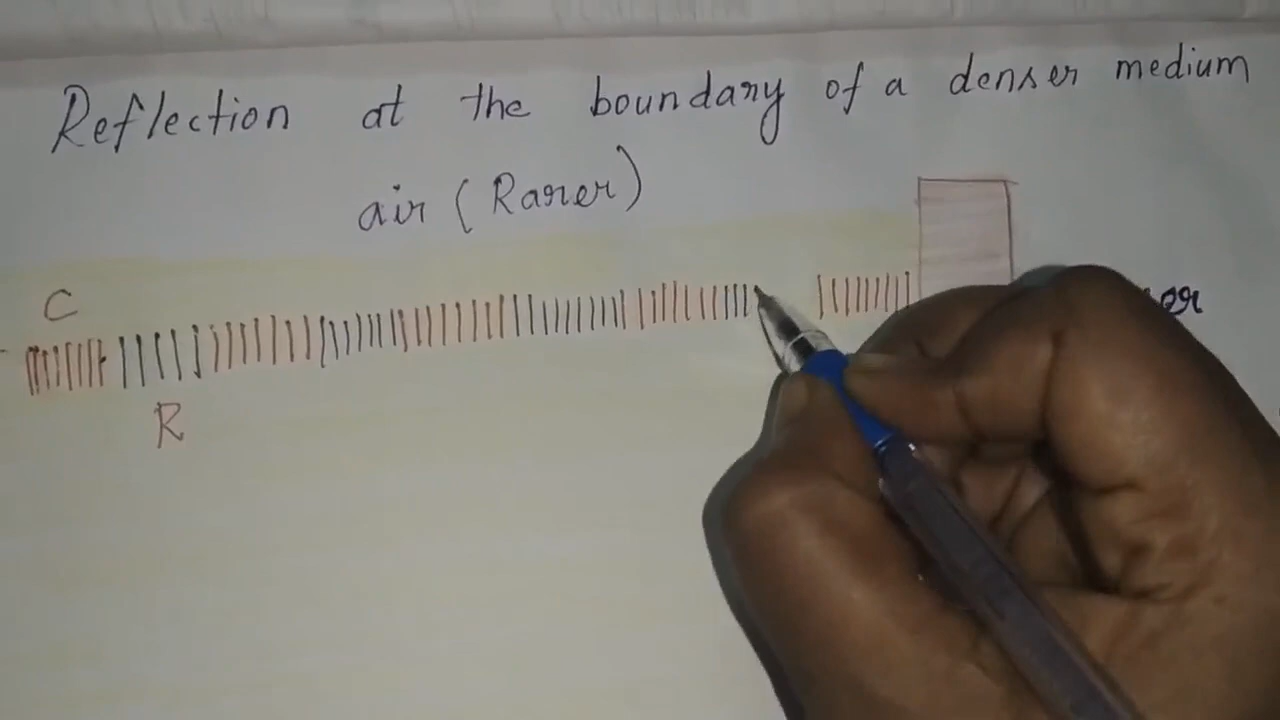 Reflection at the boundary of a denser medium
air (Rarer)
C
R